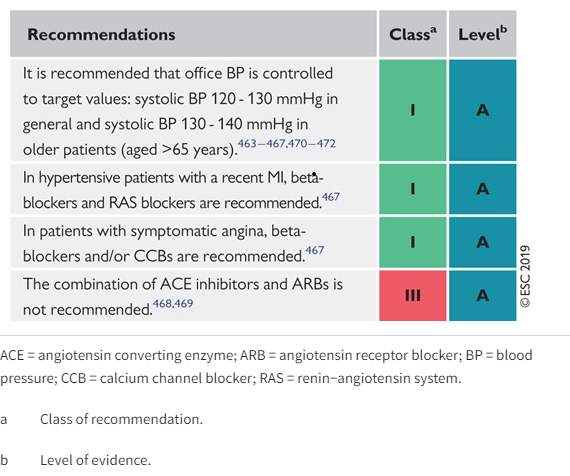 Recommendations Classᵃ Levelᵇ
It is recommended that office BP is controlled
to target values: systolic BP 120 - 130 mmHg in
general and systolic BP 130 - 140 mmHg in
older patients (aged >65 years).⁴⁶³⁻⁴⁶⁷,⁴⁷⁰⁻⁴⁷²
I A
In hypertensive patients with a recent MI, beta-
blockers and RAS blockers are recommended.⁴⁶⁷
I A
In patients with symptomatic angina, beta-
blockers and/or CCBs are recommended.⁴⁶⁷
I A
The combination of ACE inhibitors and ARBs is
not recommended.⁴⁶⁸,⁴⁶⁹
III A
© ESC 2019
ACE = angiotensin converting enzyme; ARB = angiotensin receptor blocker; BP = blood
pressure; CCB = calcium channel blocker; RAS = renin−angiotensin system.
a Class of recommendation.
b Level of evidence.